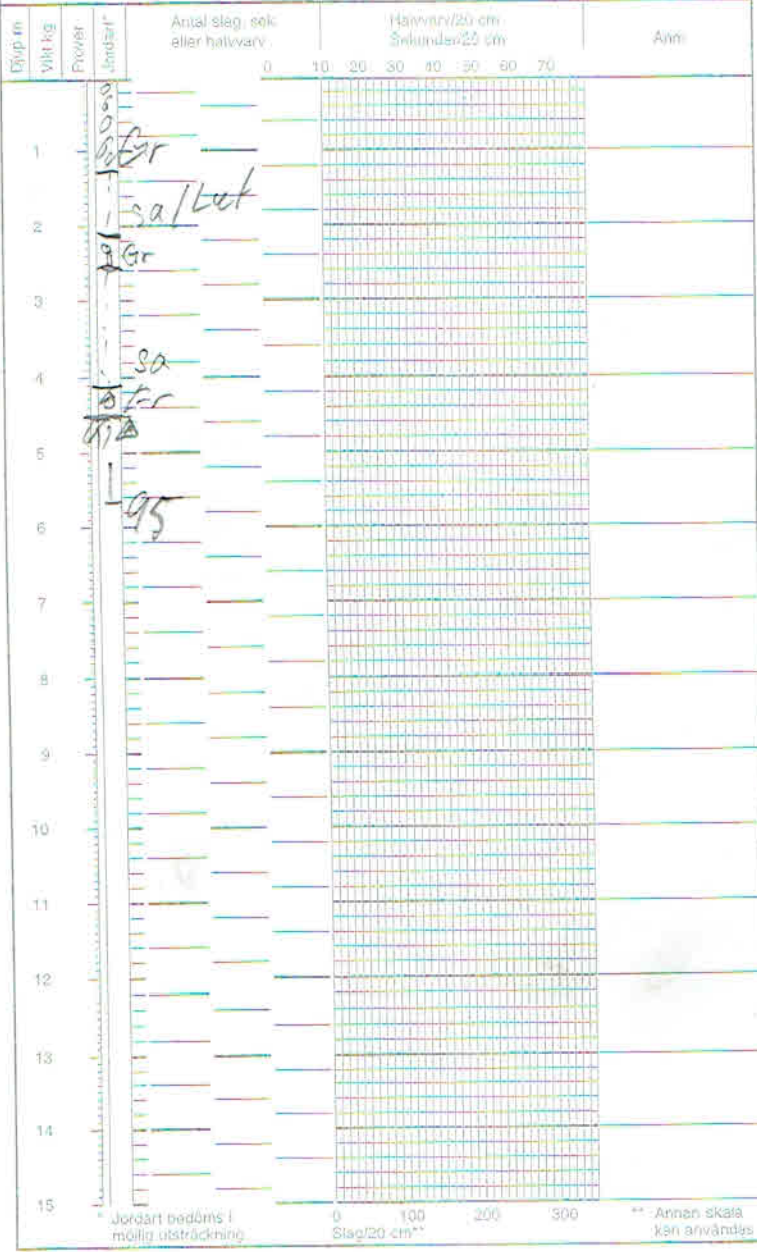 Djup m
Vikt kg
Prover
Jordart*
Antal slag, sek
eller halvvarv
Halvvarv/20 cm
Sekunder/20 cm
Anm
0 10 20 30 40 50 60 70
1
Gr
sa/Let
2
Gr
3
sa
4
Fr
5
95
6
7
8
9
10
11
12
13
14
15
* Jordart bedöms i
möjlig utsträckning
0 100 200 300
Slag/20 cm**
** Annan skala
kan användas